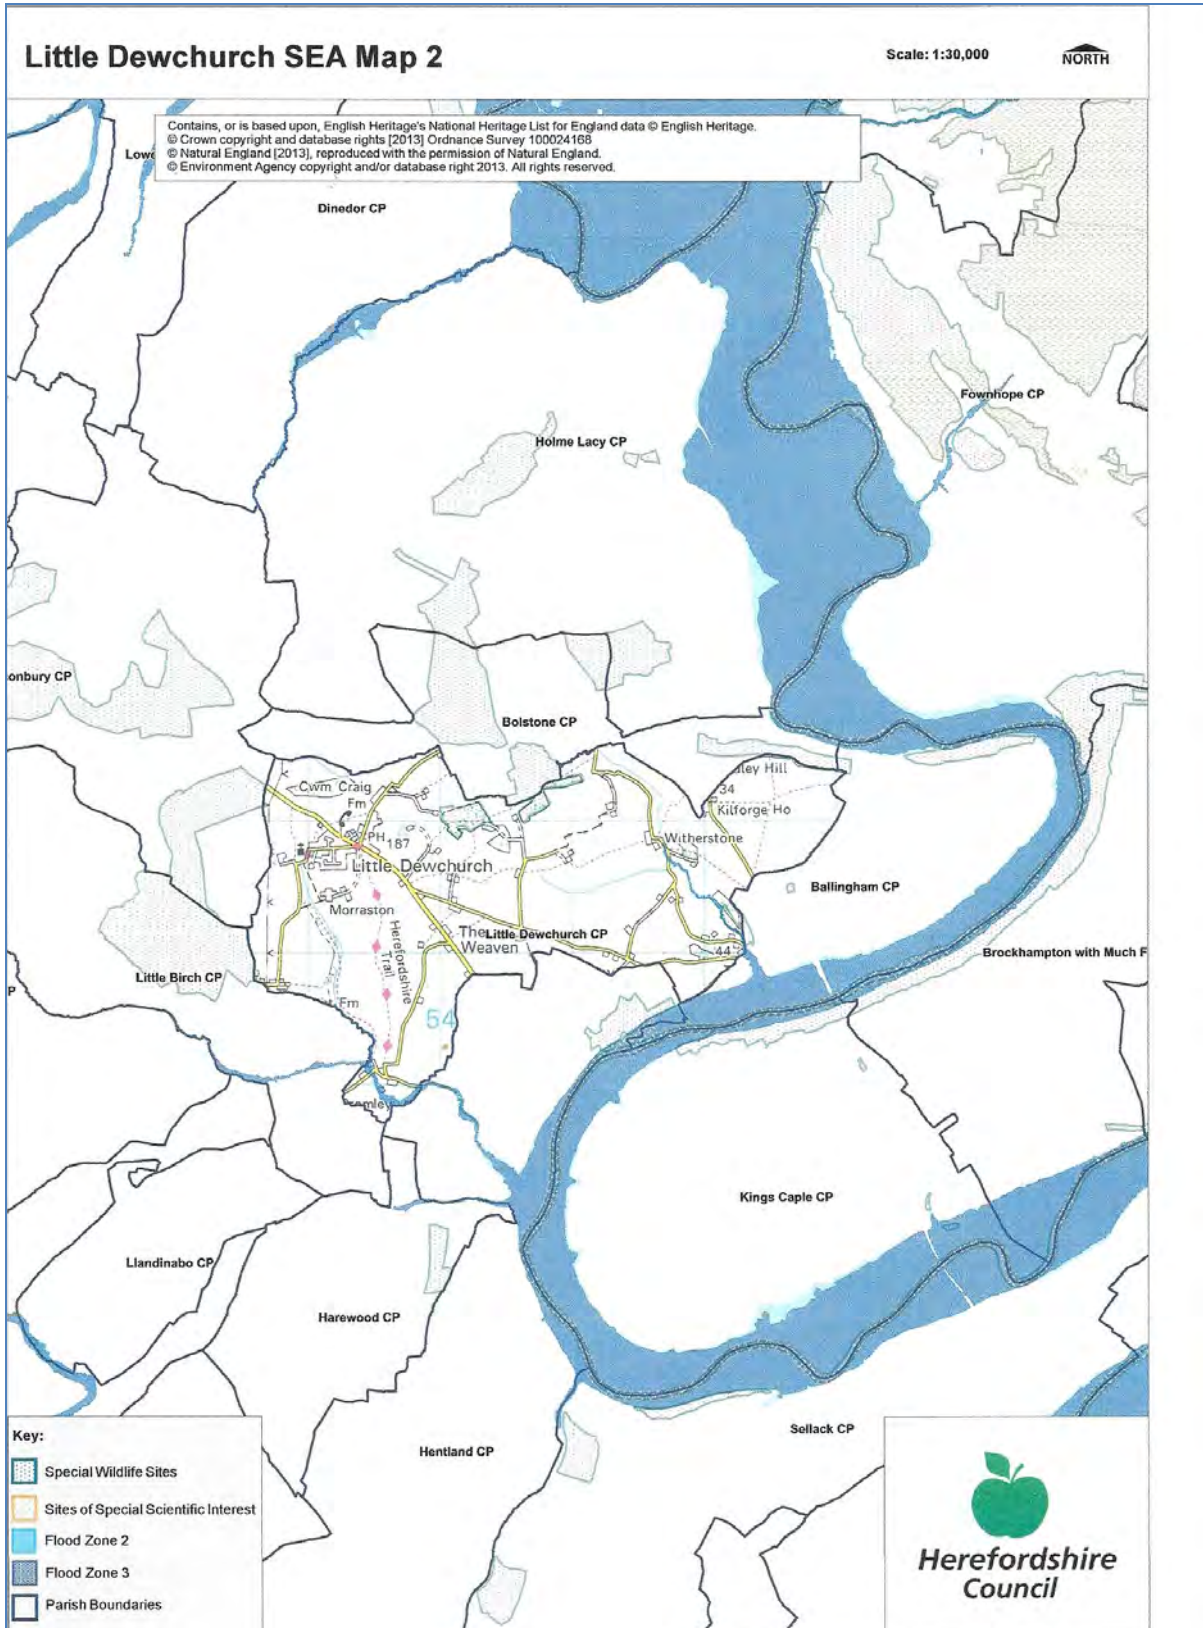 Little Dewchurch SEA Map 2
Scale: 1:30,000
NORTH
Contains, or is based upon, English Heritage's National Heritage List for England data © English Heritage.
© Crown copyright and database rights [2013] Ordnance Survey 100024168
© Natural England [2013], reproduced with the permission of Natural England.
© Environment Agency copyright and/or database right 2013. All rights reserved.
Lowe
Dinedor CP
Fownhope CP
Holme Lacy CP
onbury CP
Bolstone CP
ley Hill
Cwm Craig
Fm
34
Kilforge Ho
PH
187
Witherstone
Little Dewchurch
Ballingham CP
Morraston
The
Weaven
Little Dewchurch CP
Herefordshire
Trail
44
Brockhampton with Much F
Little Birch CP
P
Fm
54
Kings Caple CP
Llandinabo CP
Harewood CP
Sellack CP
Hentland CP
Key:
Special Wildlife Sites
Sites of Special Scientific Interest
Flood Zone 2
Flood Zone 3
Parish Boundaries
Herefordshire
Council